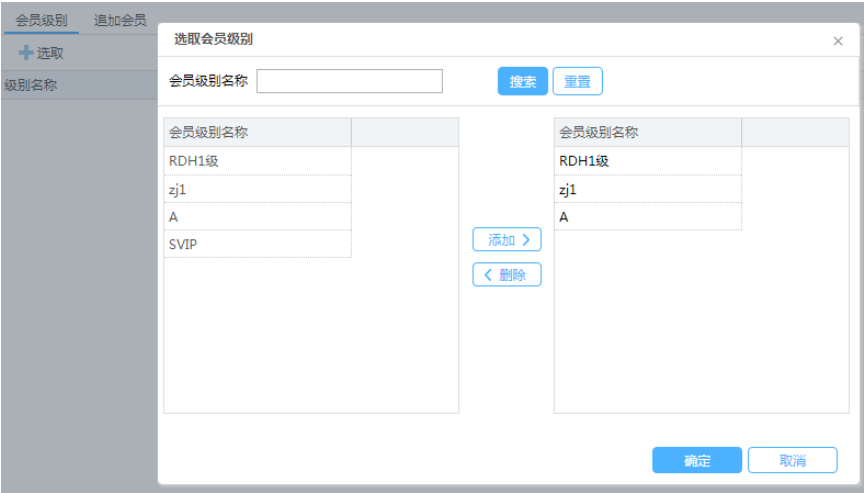 会员级别 追加会员
选取
级别名称
选取会员级别
会员级别名称 搜索 重置
会员级别名称
RDH1级
zj1
A
SVIP
添加
删除
会员级别名称
RDH1级
zj1
A
确定 取消